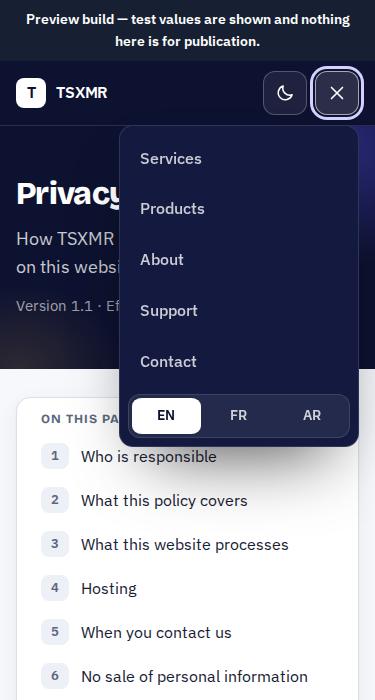 Preview build — test values are shown and nothing
here is for publication.
T TSXMR
Services
Products
About
Support
Contact
EN FR AR
Privacy
How TSXMR
on this websi
Version 1.1 · Ef
ON THIS PA
1 Who is responsible
2 What this policy covers
3 What this website processes
4 Hosting
5 When you contact us
6 No sale of personal information